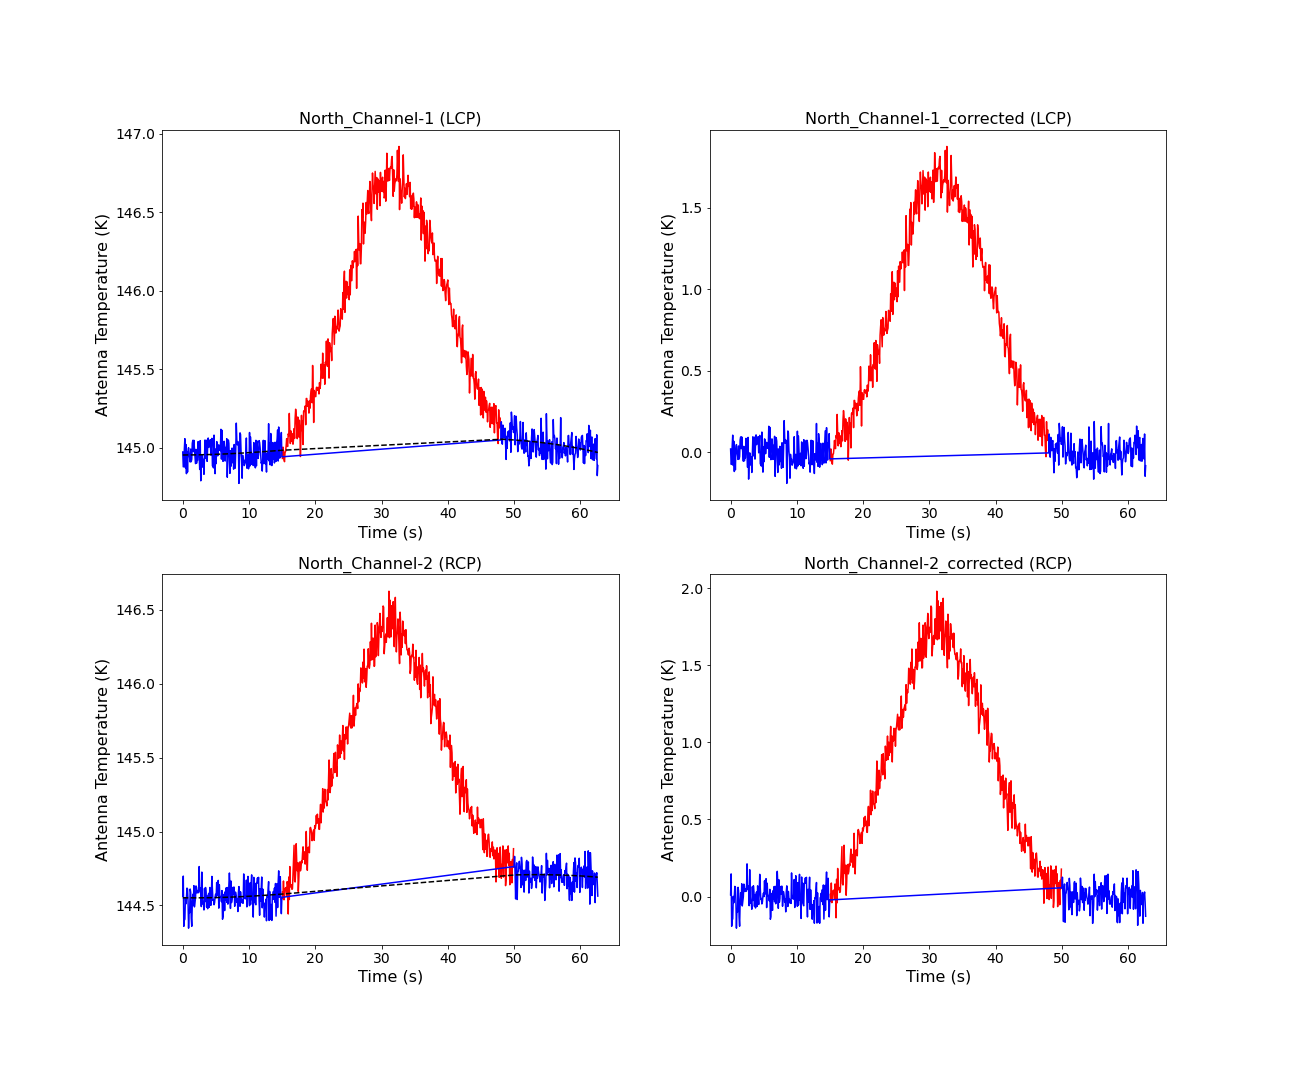 North_Channel-1 (LCP)
147.0
146.5
146.0
145.5
145.0
Antenna Temperature (K)
0 10 20 30 40 50 60
Time (s)
North_Channel-1_corrected (LCP)
1.5
1.0
0.5
0.0
Antenna Temperature (K)
0 10 20 30 40 50 60
Time (s)
North_Channel-2 (RCP)
146.5
146.0
145.5
145.0
144.5
Antenna Temperature (K)
0 10 20 30 40 50 60
Time (s)
North_Channel-2_corrected (RCP)
2.0
1.5
1.0
0.5
0.0
Antenna Temperature (K)
0 10 20 30 40 50 60
Time (s)